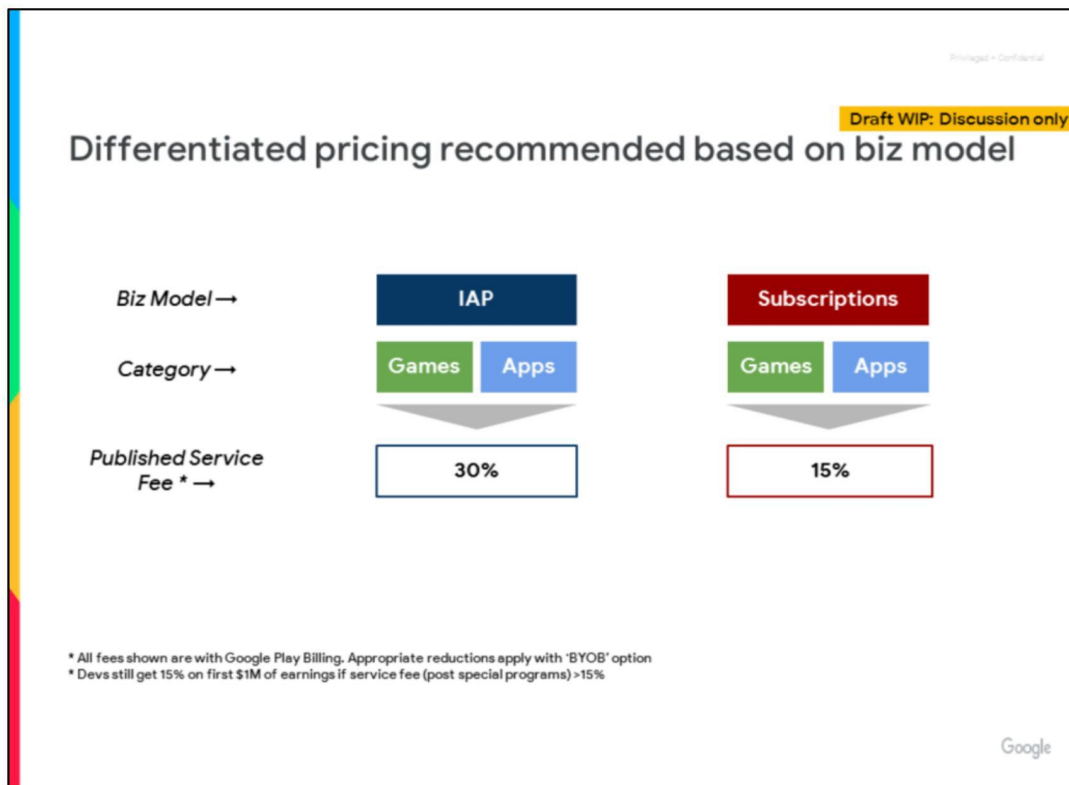 Privileged + Confidential
Draft WIP: Discussion only
Differentiated pricing recommended based on biz model
Biz Model → IAP Subscriptions
Category → Games Apps Games Apps
Published Service
Fee * → 30% 15%
* All fees shown are with Google Play Billing. Appropriate reductions apply with ‘BYOB’ option
* Devs still get 15% on first $1M of earnings if service fee (post special programs) >15%
Google